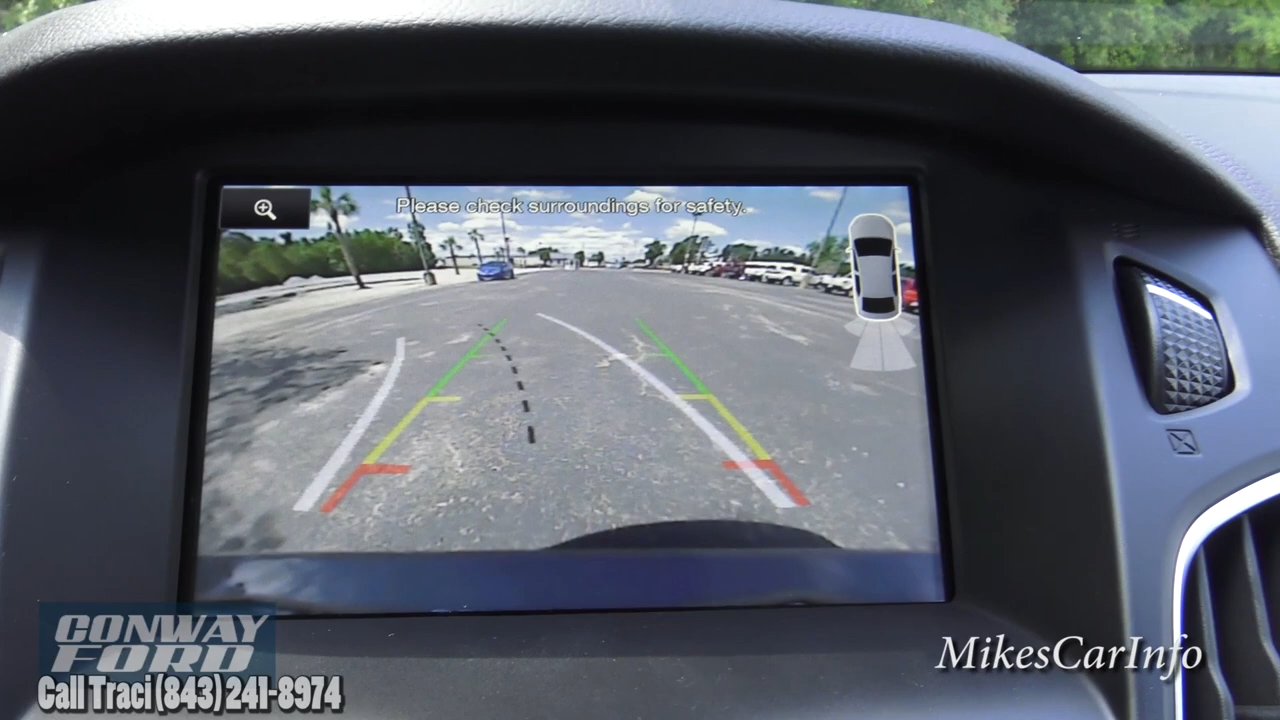 Please check surroundings for safety.
CONWAY
FORD
Call Traci (843) 241-8974
MikesCarInfo